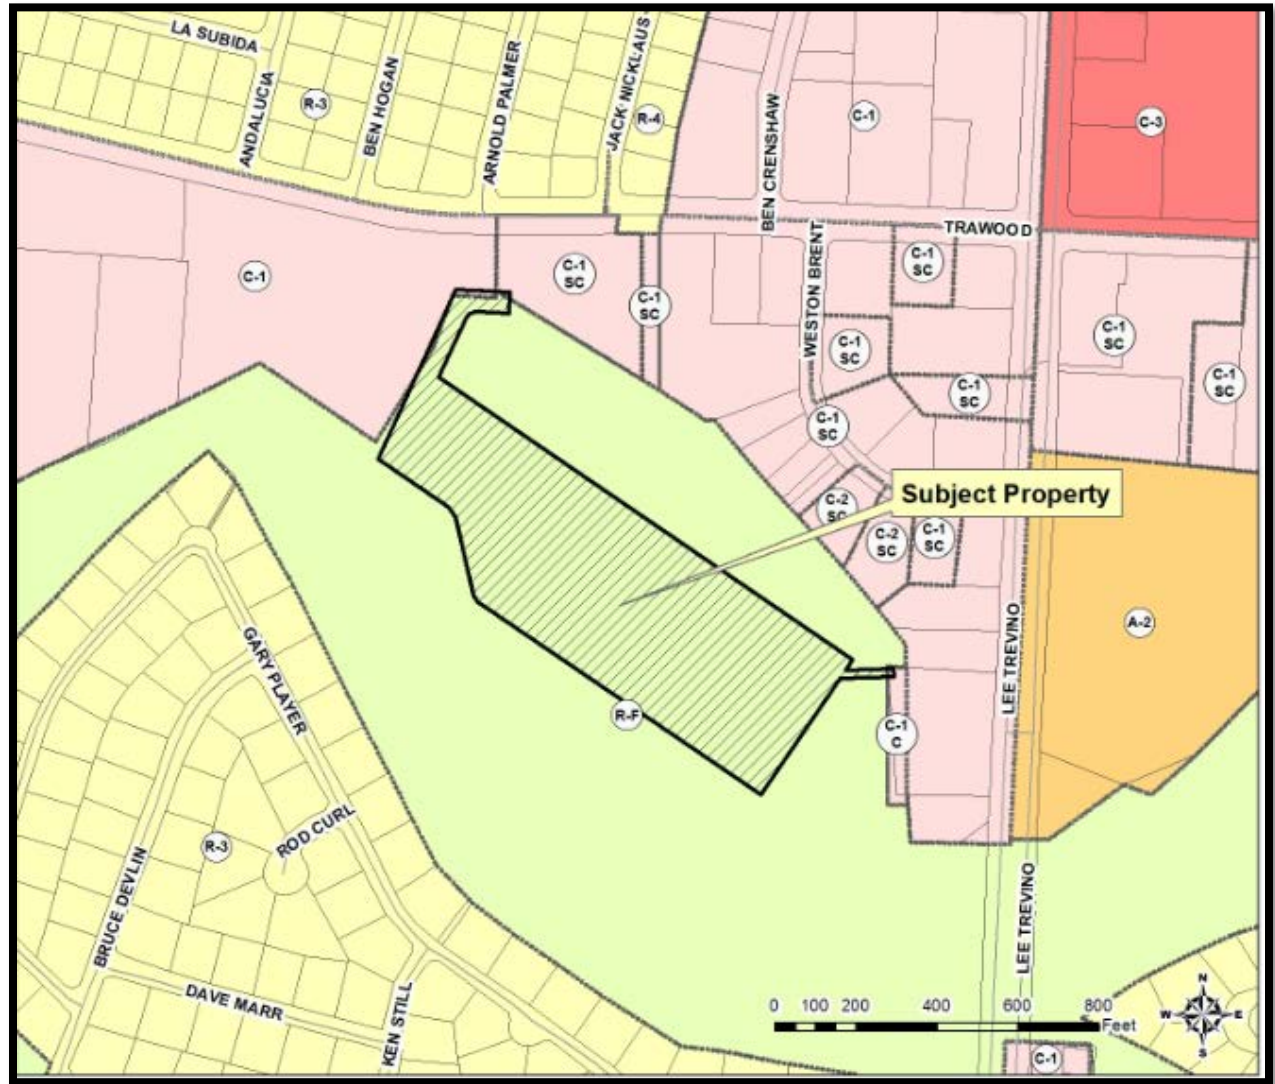 LA SUBIDA
ANDALUCIA
R-3
BEN HOGAN
ARNOLD PALMER
JACK NICKLAUS
R-4
BEN CRENSHAW
C-1
C-3
TRAWOOD
WESTON BRENT
C-1
C-1
SC
C-1
SC
C-1
SC
C-1
SC
C-1
SC
C-1
SC
C-1
SC
C-1
SC
Subject Property
C-2
SC
C-2
SC
C-1
SC
A-2
LEE TREVINO
GARY PLAYER
R-F
C-1
C
ROD CURL
R-3
BRUCE DEVLIN
LEE TREVINO
DAVE MARR
KEN STILL
0 100 200 400 600 800
Feet
N
W E
S
C-1